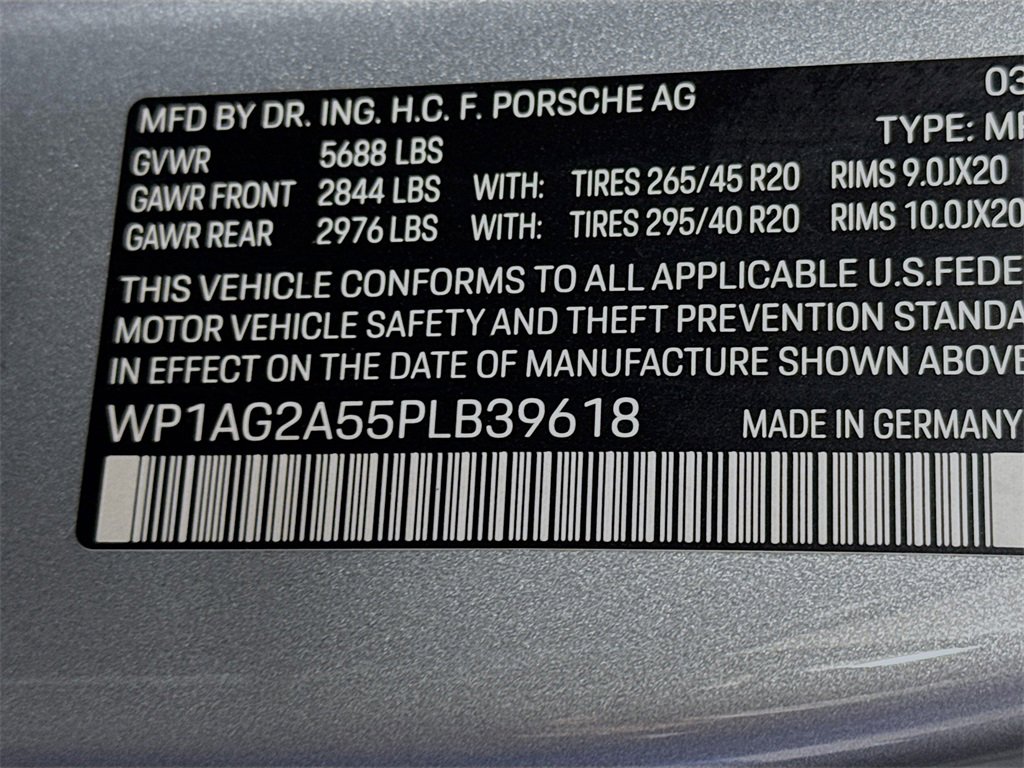 MFD BY DR. ING. H.C. F. PORSCHE AG 03
TYPE: MP
GVWR 5688 LBS
GAWR FRONT 2844 LBS WITH: TIRES 265/45 R20 RIMS 9.0JX20
GAWR REAR 2976 LBS WITH: TIRES 295/40 R20 RIMS 10.0JX20
THIS VEHICLE CONFORMS TO ALL APPLICABLE U.S.FEDE
MOTOR VEHICLE SAFETY AND THEFT PREVENTION STANDA
IN EFFECT ON THE DATE OF MANUFACTURE SHOWN ABOVE
WP1AG2A55PLB39618 MADE IN GERMANY